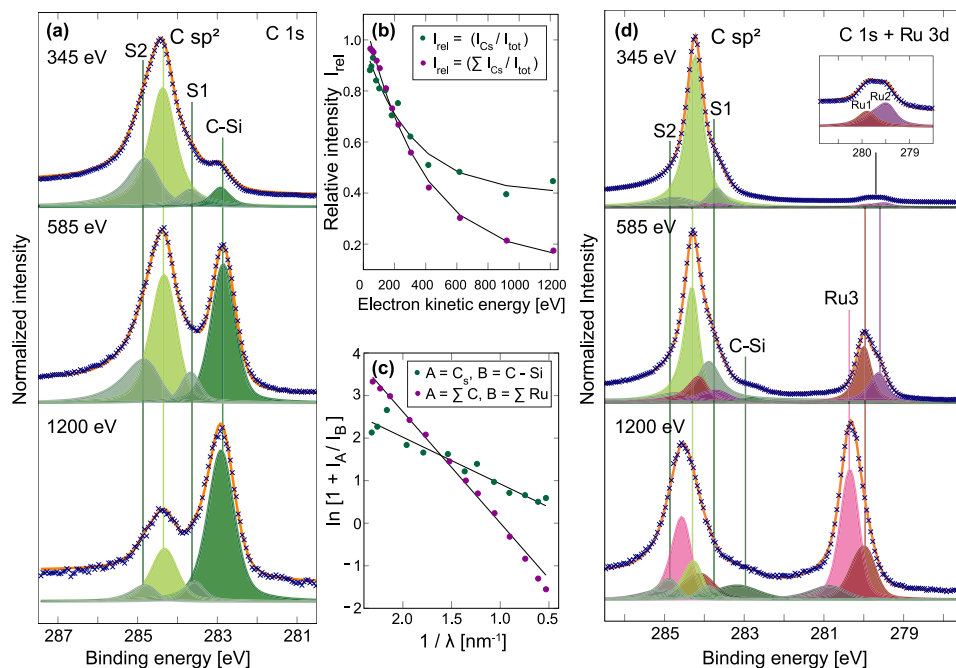 (a)
C 1s
C sp²
S2
345 eV
S1
C-Si
585 eV
1200 eV
Normalized intensity
287 285 283 281
Binding energy [eV]
(b)
I_rel = (I_Cs / I_tot)
I_rel = (∑ I_Cs / I_tot)
Relative intensity I_rel
1.0
0.8
0.6
0.4
0.2
0 200 400 600 800 1000 1200
Electron kinetic energy [eV]
(c)
A = C_s, B = C - Si
A = ∑ C, B = ∑ Ru
ln [1 + I_A / I_B]
4
3
2
1
0
−1
−2
2.0 1.5 1.0 0.5
1 / λ [nm⁻¹]
(d)
C 1s + Ru 3d
C sp²
345 eV
S1
S2
Ru1 Ru2
280 279
585 eV
Ru3
C-Si
1200 eV
Normalized Intensity
285 283 281 279
Binding energy [eV]